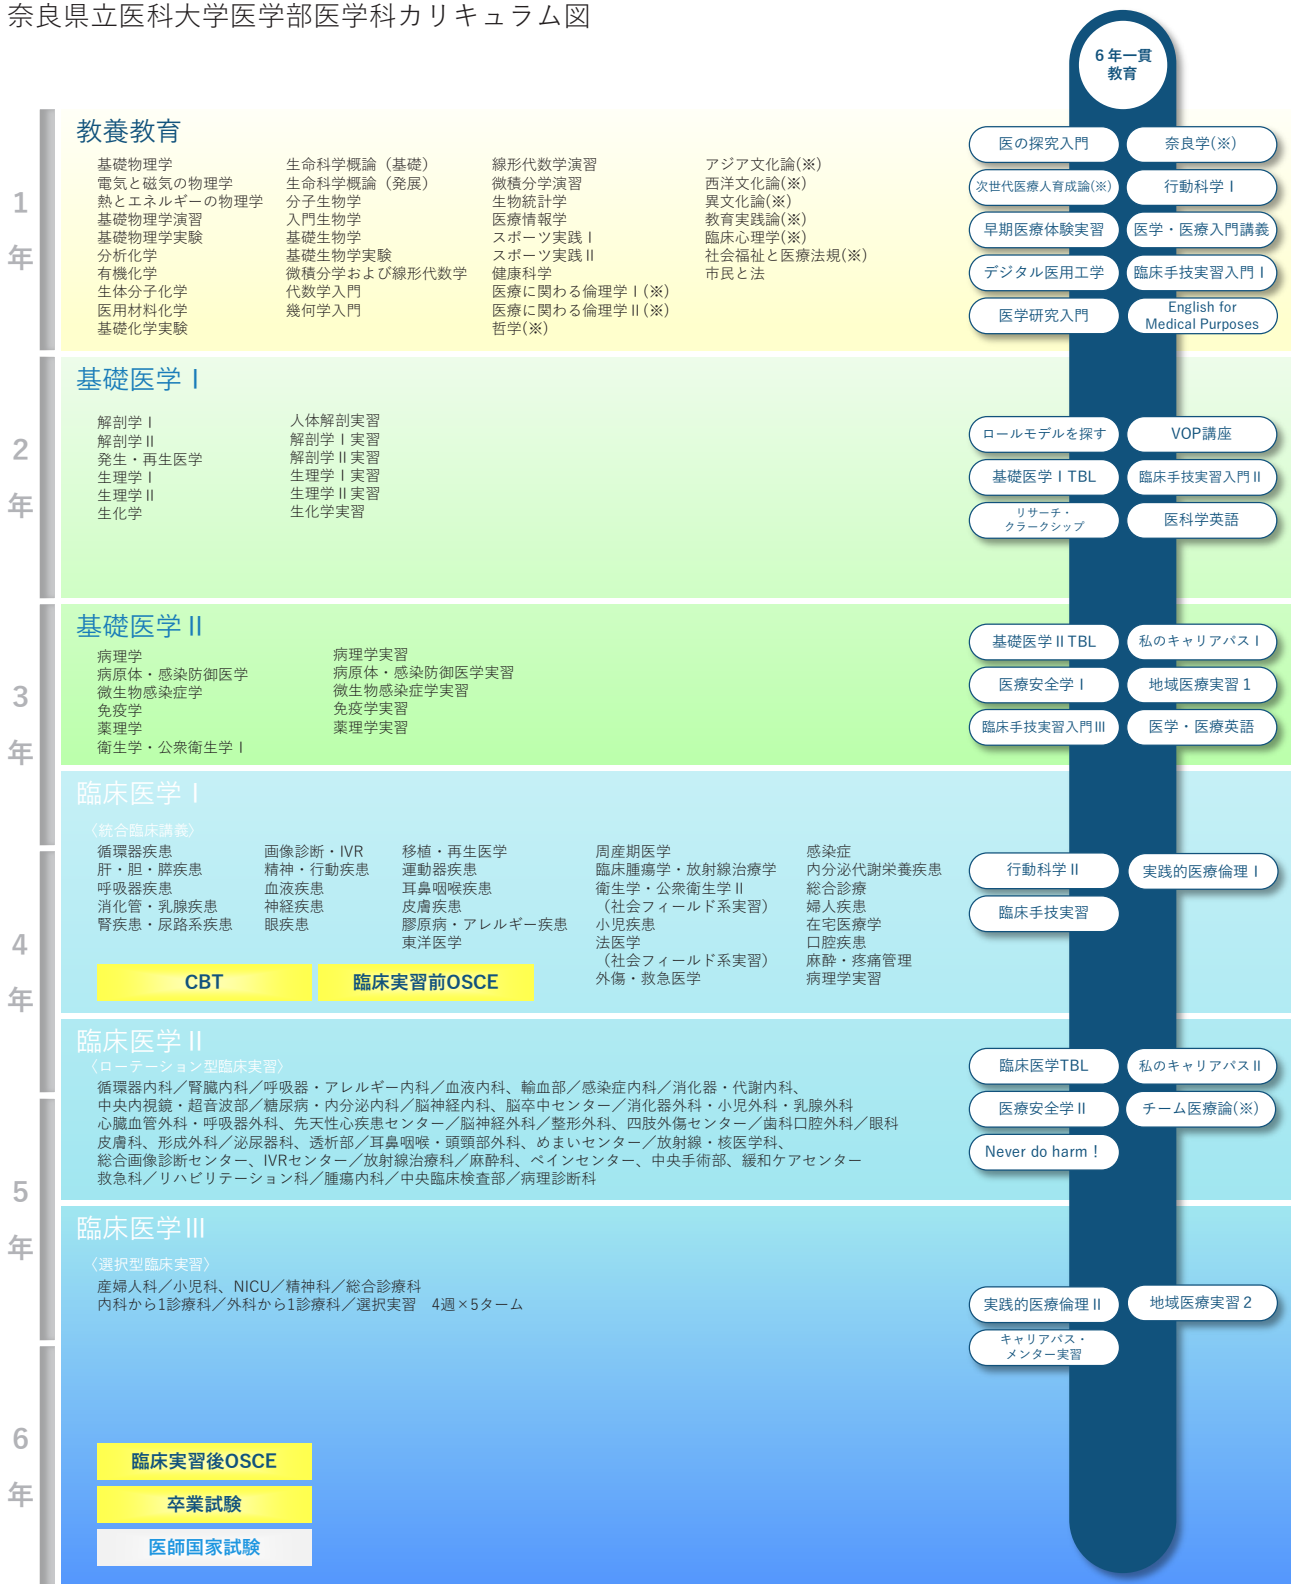 奈良県立医科大学医学部医学科カリキュラム図
6年一貫
教育
1
年
教養教育
基礎物理学
電気と磁気の物理学
熱とエネルギーの物理学
基礎物理学演習
基礎物理学実験
分析化学
有機化学
生体分子化学
医用材料化学
基礎化学実験
生命科学概論（基礎）
生命科学概論（発展）
分子生物学
入門生物学
基礎生物学
基礎生物学実験
微積分学および線形代数学
代数学入門
幾何学入門
線形代数学演習
微積分学演習
生物統計学
医療情報学
スポーツ実践Ⅰ
スポーツ実践Ⅱ
健康科学
医療に関わる倫理学Ⅰ(※)
医療に関わる倫理学Ⅱ(※)
哲学(※)
アジア文化論(※)
西洋文化論(※)
異文化論(※)
教育実践論(※)
臨床心理学(※)
社会福祉と医療法規(※)
市民と法
医の探究入門
奈良学(※)
次世代医療人育成論(※)
行動科学Ⅰ
早期医療体験実習
医学・医療入門講義
デジタル医用工学
臨床手技実習入門Ⅰ
医学研究入門
English for
Medical Purposes
2
年
基礎医学Ⅰ
解剖学Ⅰ
解剖学Ⅱ
発生・再生医学
生理学Ⅰ
生理学Ⅱ
生化学
人体解剖実習
解剖学Ⅰ実習
解剖学Ⅱ実習
生理学Ⅰ実習
生理学Ⅱ実習
生化学実習
ロールモデルを探す
VOP講座
基礎医学ⅠTBL
臨床手技実習入門Ⅱ
リサーチ・
クラークシップ
医科学英語
3
年
基礎医学Ⅱ
病理学
病原体・感染防御医学
微生物感染症学
免疫学
薬理学
衛生学・公衆衛生学Ⅰ
病理学実習
病原体・感染防御医学実習
微生物感染症学実習
免疫学実習
薬理学実習
基礎医学ⅡTBL
私のキャリアパスⅠ
医療安全学Ⅰ
地域医療実習1
臨床手技実習入門Ⅲ
医学・医療英語
4
年
臨床医学Ⅰ
〈統合臨床講義〉
循環器疾患
肝・胆・膵疾患
呼吸器疾患
消化管・乳腺疾患
腎疾患・尿路系疾患
画像診断・IVR
精神・行動疾患
血液疾患
神経疾患
眼疾患
移植・再生医学
運動器疾患
耳鼻咽喉疾患
皮膚疾患
膠原病・アレルギー疾患
東洋医学
周産期医学
臨床腫瘍学・放射線治療学
衛生学・公衆衛生学Ⅱ
（社会フィールド系実習）
小児疾患
法医学
（社会フィールド系実習）
外傷・救急医学
感染症
内分泌代謝栄養疾患
総合診療
婦人疾患
在宅医療学
口腔疾患
麻酔・疼痛管理
病理学実習
CBT
臨床実習前OSCE
行動科学Ⅱ
実践的医療倫理Ⅰ
臨床手技実習
5
年
臨床医学Ⅱ
〈ローテーション型臨床実習〉
循環器内科／腎臓内科／呼吸器・アレルギー内科／血液内科、輸血部／感染症内科／消化器・代謝内科、
中央内視鏡・超音波部／糖尿病・内分泌内科／脳神経内科、脳卒中センター／消化器外科・小児外科・乳腺外科
心臓血管外科・呼吸器外科、先天性心疾患センター／脳神経外科／整形外科、四肢外傷センター／歯科口腔外科／眼科
皮膚科、形成外科／泌尿器科、透析部／耳鼻咽喉・頭頸部外科、めまいセンター／放射線・核医学科、
総合画像診断センター、IVRセンター／放射線治療科／麻酔科、ペインセンター、中央手術部、緩和ケアセンター
救急科／リハビリテーション科／腫瘍内科／中央臨床検査部／病理診断科
臨床医学TBL
私のキャリアパスⅡ
医療安全学Ⅱ
チーム医療論(※)
Never do harm！
臨床医学Ⅲ
〈選択型臨床実習〉
産婦人科／小児科、NICU／精神科／総合診療科
内科から1診療科／外科から1診療科／選択実習　4週×5ターム
実践的医療倫理Ⅱ
地域医療実習2
キャリアパス・
メンター実習
6
年
臨床実習後OSCE
卒業試験
医師国家試験